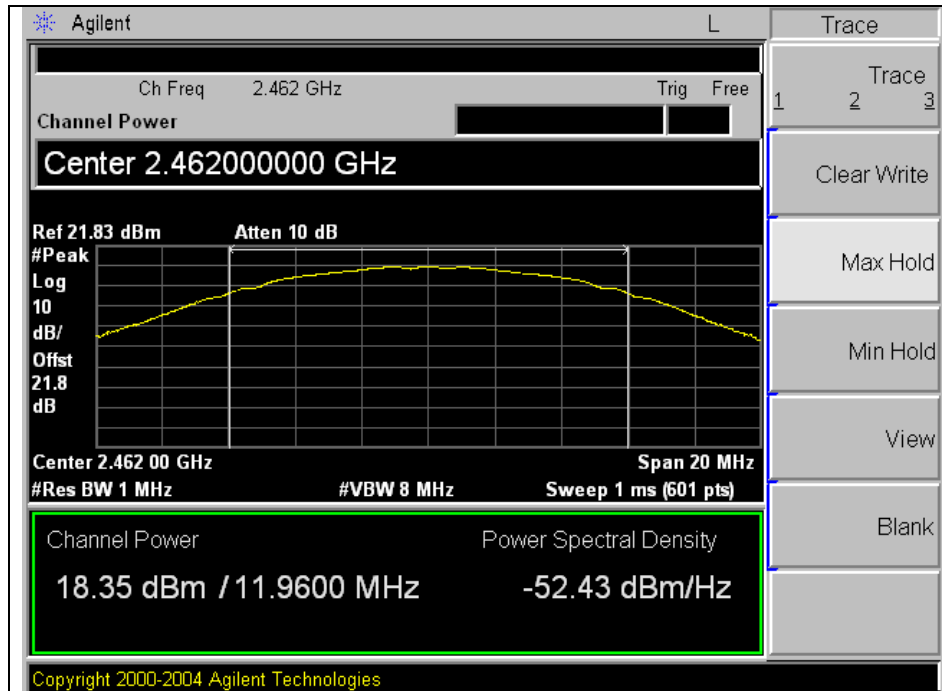 Agilent L Trace
Ch Freq 2.462 GHz Trig Free
Channel Power
Trace
1 2 3
Center 2.462000000 GHz
Clear Write
Ref 21.83 dBm Atten 10 dB
#Peak
Log
10
dB/
Offst
21.8
dB
Max Hold
Min Hold
View
Center 2.462 00 GHz Span 20 MHz
#Res BW 1 MHz #VBW 8 MHz Sweep 1 ms (601 pts)
Blank
Channel Power Power Spectral Density
18.35 dBm / 11.9600 MHz -52.43 dBm/Hz
Copyright 2000-2004 Agilent Technologies